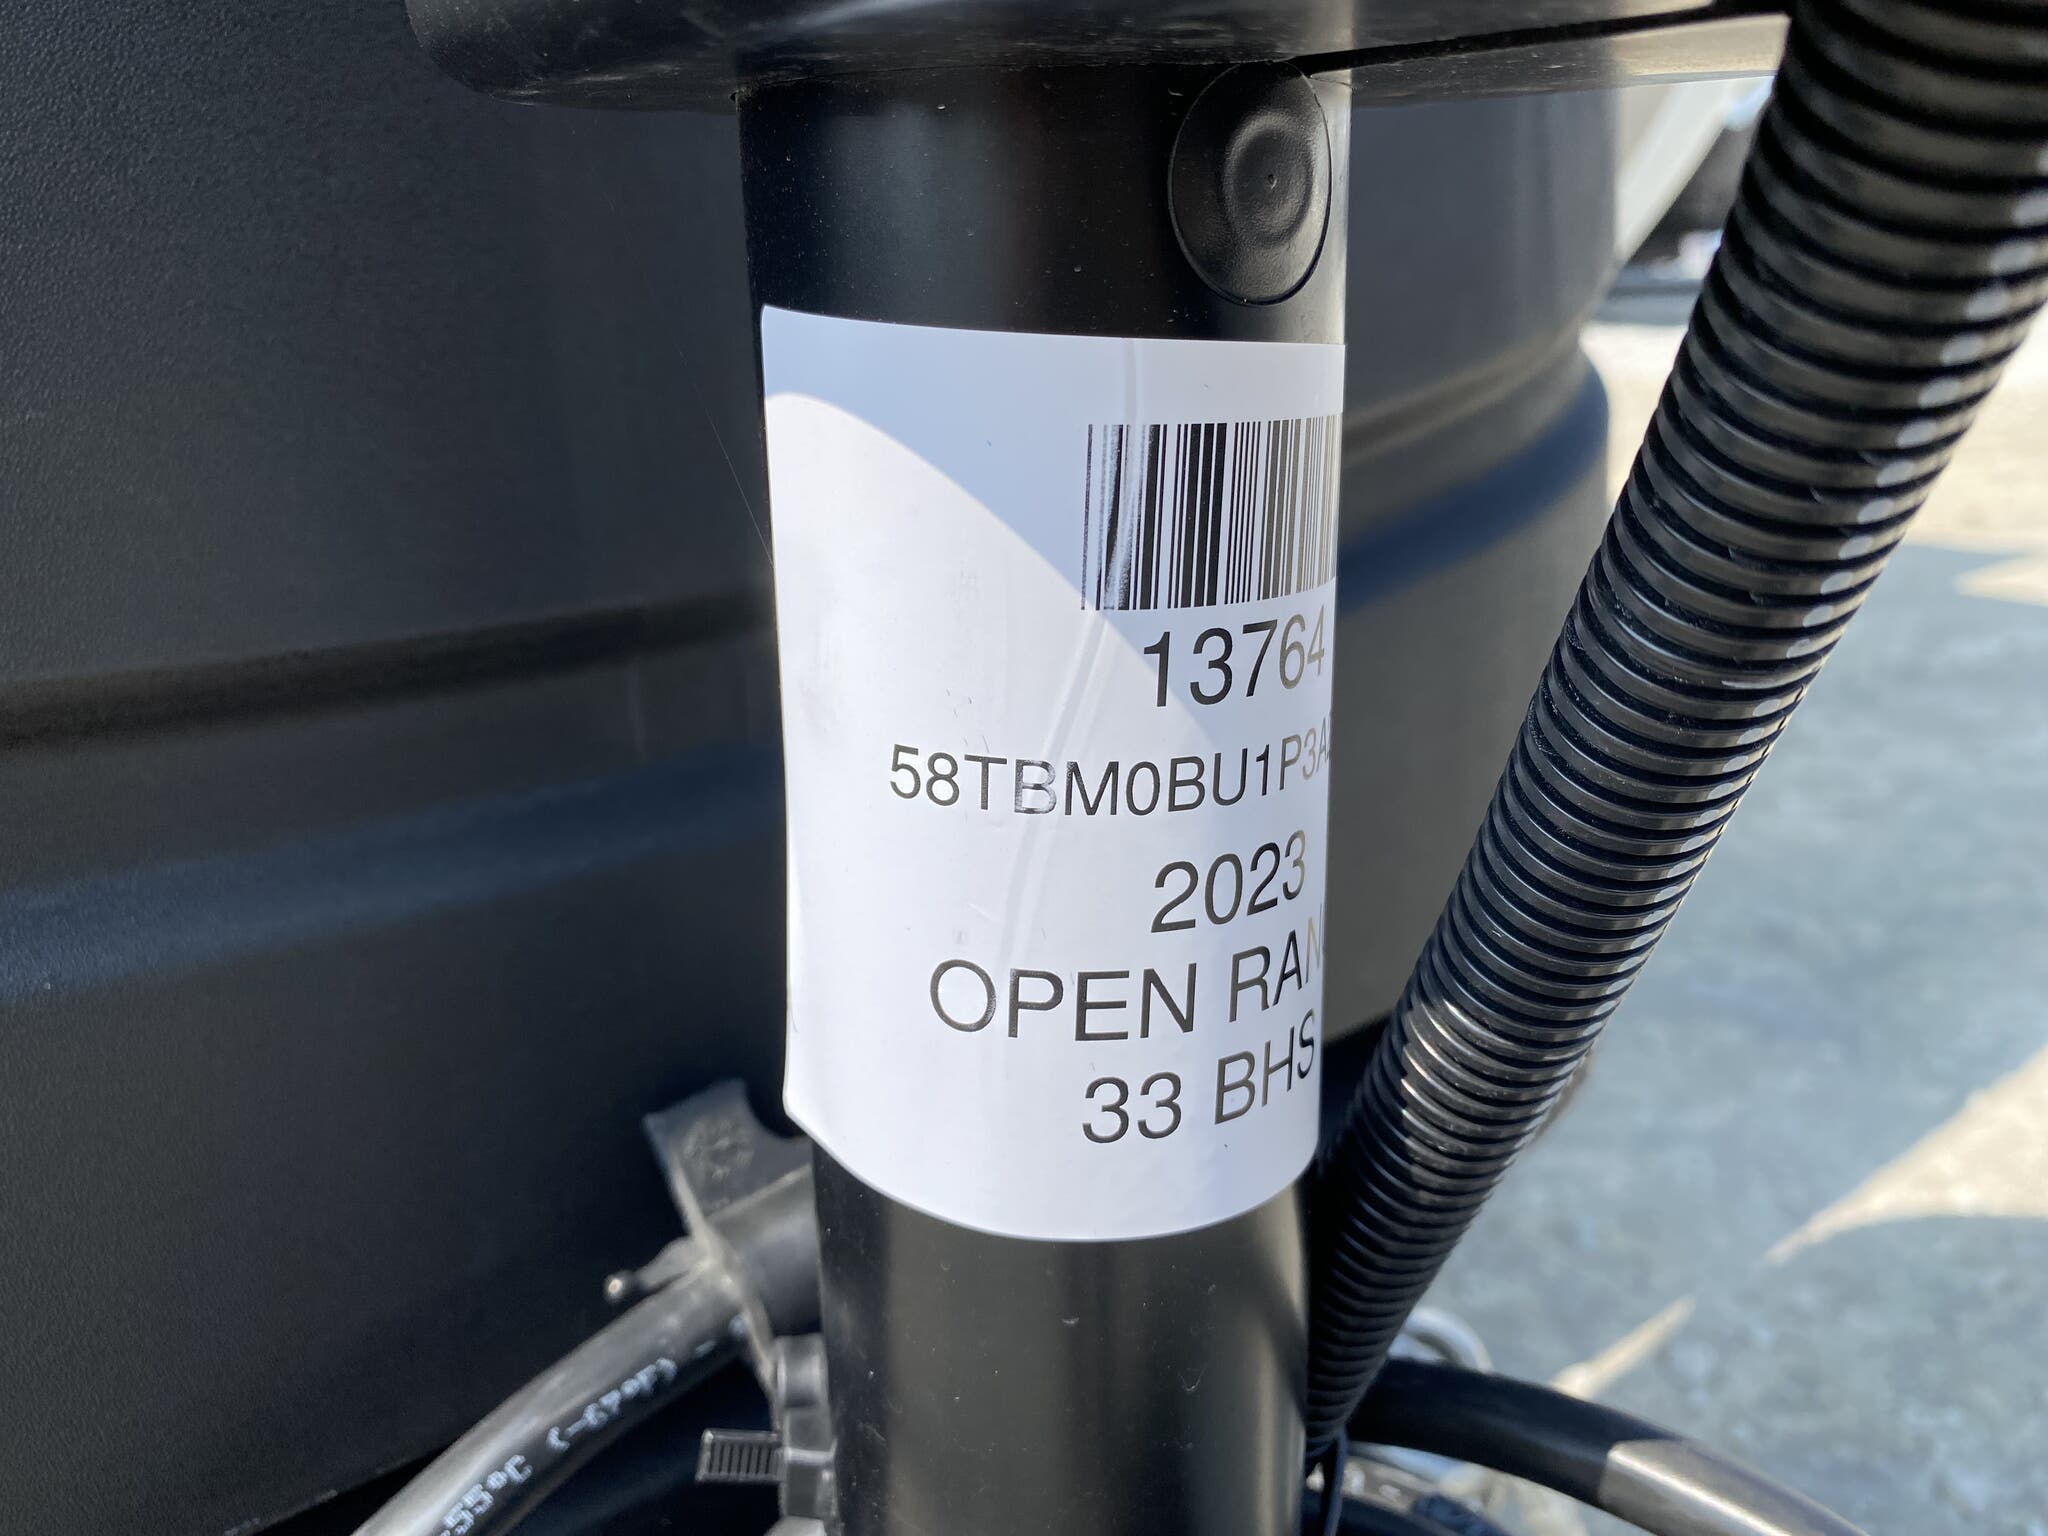 13764
58TBM0BU1P3A
2023
OPEN RAN
33 BHS